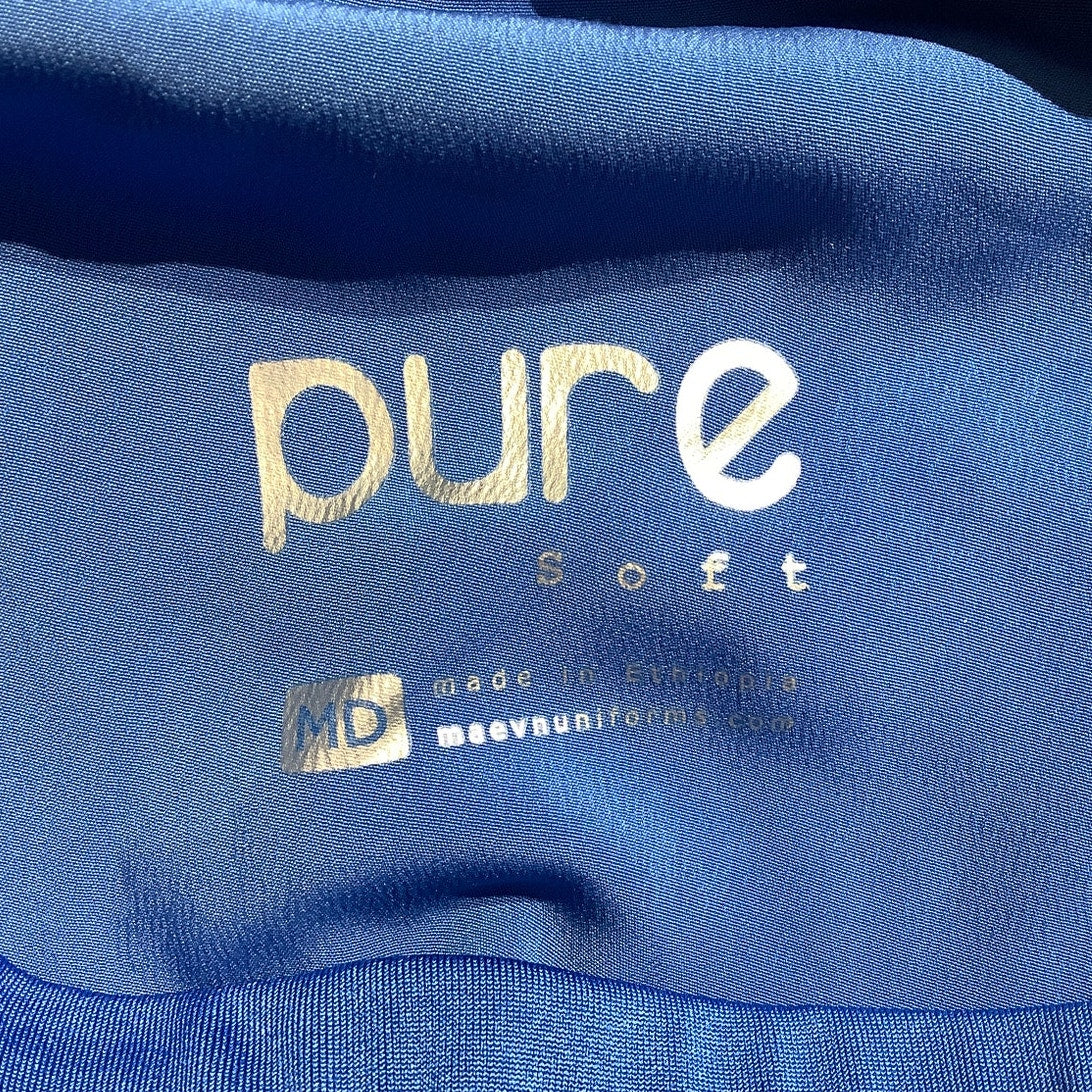 pure
Soft
MD
made in Ethiopia
maevnuniforms.com